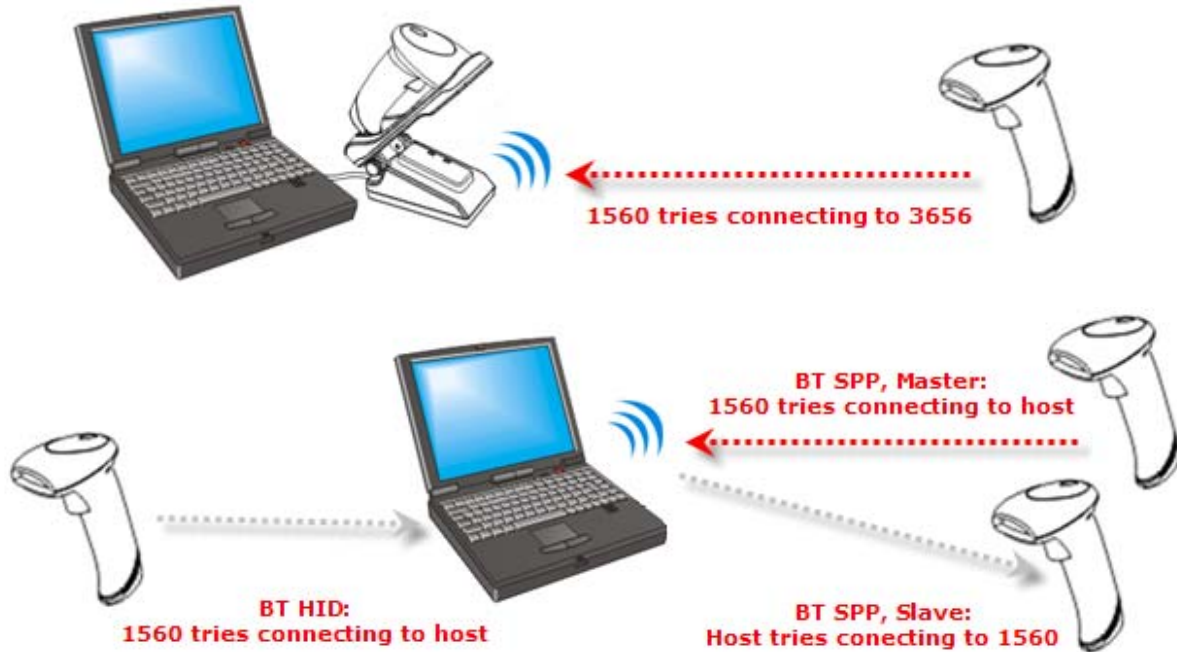 1560 tries connecting to 3656
BT SPP, Master:
1560 tries connecting to host
BT HID:
1560 tries connecting to host
BT SPP, Slave:
Host tries conecting to 1560